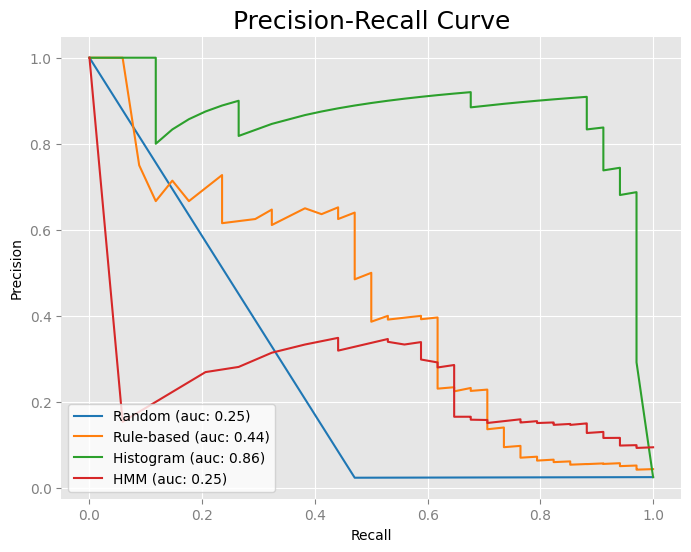 Precision-Recall Curve
1.0
0.8
0.6
0.4
0.2
0.0
Precision
Random (auc: 0.25)
Rule-based (auc: 0.44)
Histogram (auc: 0.86)
HMM (auc: 0.25)
0.0 0.2 0.4 0.6 0.8 1.0
Recall